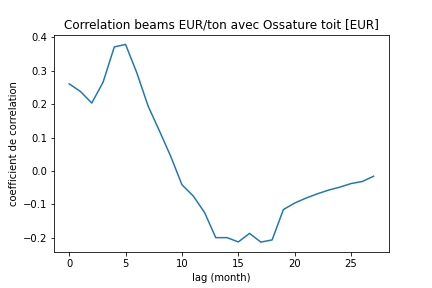 Correlation beams EUR/ton avec Ossature toit [EUR]
0.4
0.3
0.2
0.1
0.0
−0.1
−0.2
coefficient de correlation
0 5 10 15 20 25
lag (month)